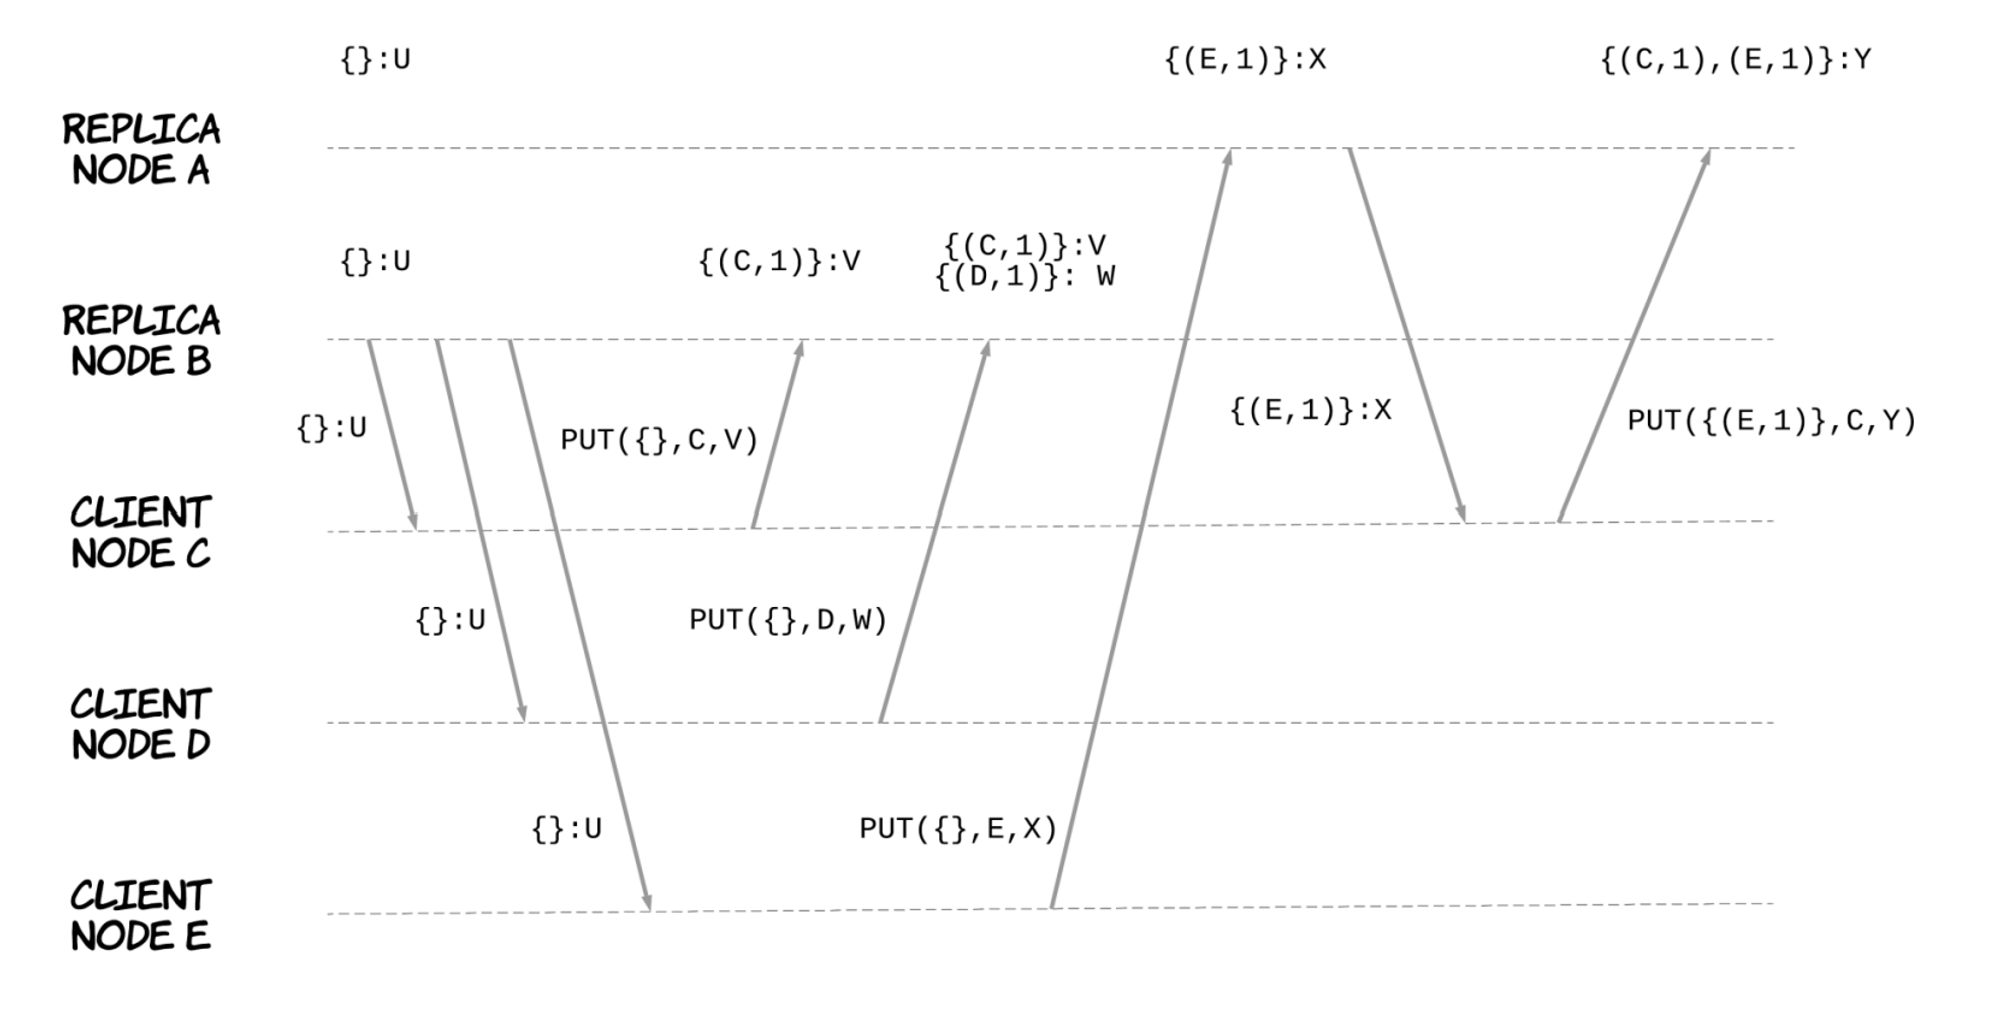 {}:U
{(E,1)}:X
{(C,1),(E,1)}:Y
REPLICA
NODE A
{}:U
{(C,1)}:V
{(C,1)}:V
{(D,1)}: W
REPLICA
NODE B
{}:U
PUT({},C,V)
{(E,1)}:X
PUT({(E,1)},C,Y)
CLIENT
NODE C
{}:U
PUT({},D,W)
CLIENT
NODE D
{}:U
PUT({},E,X)
CLIENT
NODE E